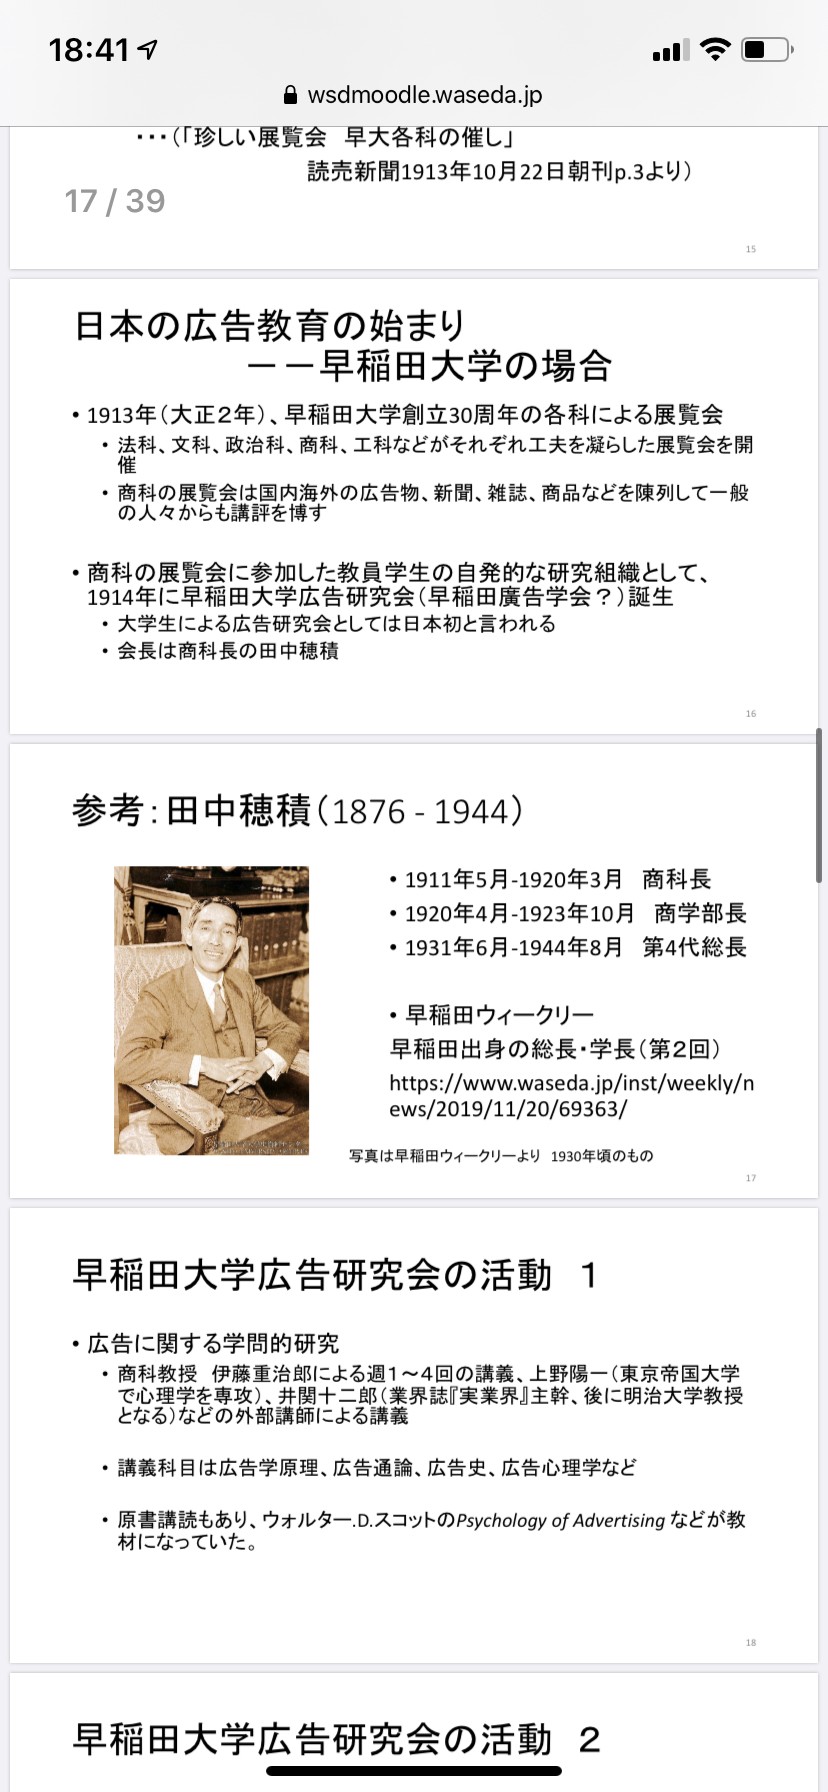 18:41
wsdmoodle.waseda.jp
・・・(「珍しい展覧会　早大各科の催し」
読売新聞1913年10月22日朝刊p.3より)
17 / 39
15
日本の広告教育の始まり
－－早稲田大学の場合
• 1913年(大正２年)、早稲田大学創立30周年の各科による展覧会
• 法科、文科、政治科、商科、工科などがそれぞれ工夫を凝らした展覧会を開
催
• 商科の展覧会は国内海外の広告物、新聞、雑誌、商品などを陳列して一般
の人々からも講評を博す
• 商科の展覧会に参加した教員学生の自発的な研究組織として、
1914年に早稲田大学広告研究会(早稲田廣告学会？)誕生
• 大学生による広告研究会としては日本初と言われる
• 会長は商科長の田中穂積
16
参考：田中穂積(1876 - 1944)
• 1911年5月-1920年3月　商科長
• 1920年4月-1923年10月　商学部長
• 1931年6月-1944年8月　第4代総長
• 早稲田ウィークリー
早稲田出身の総長・学長(第２回)
https://www.waseda.jp/inst/weekly/n
ews/2019/11/20/69363/
写真は早稲田ウィークリーより　1930年頃のもの
17
早稲田大学広告研究会の活動　１
• 広告に関する学問的研究
• 商科教授　伊藤重治郎による週１～４回の講義、上野陽一(東京帝国大学
で心理学を専攻)、井関十二郎(業界誌『実業界』主幹、後に明治大学教授
となる)などの外部講師による講義
• 講義科目は広告学原理、広告通論、広告史、広告心理学など
• 原書講読もあり、ウォルター.D.スコットのPsychology of Advertising などが教
材になっていた。
18
早稲田大学広告研究会の活動　２